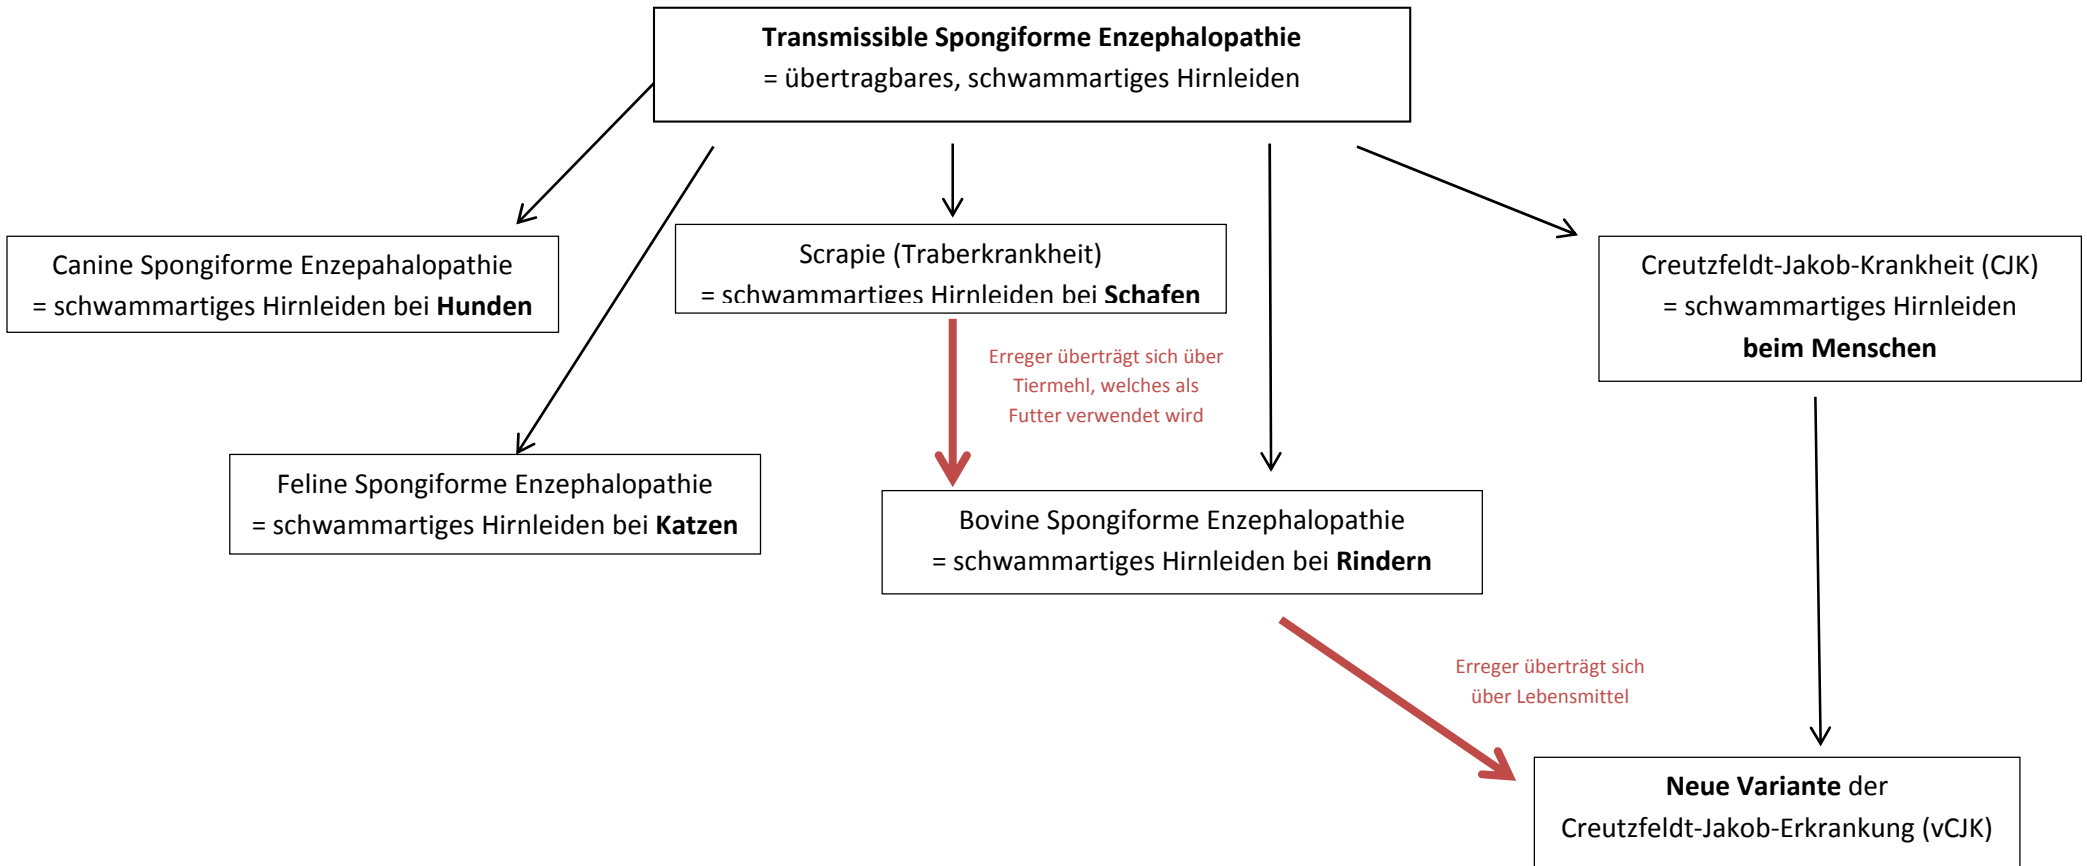 Transmissible Spongiforme Enzephalopathie
= übertragbares, schwammartiges Hirnleiden
Canine Spongiforme Enzepahalopathie
= schwammartiges Hirnleiden bei Hunden
Scrapie (Traberkrankheit)
= schwammartiges Hirnleiden bei Schafen
Creutzfeldt-Jakob-Krankheit (CJK)
= schwammartiges Hirnleiden
beim Menschen
Erreger überträgt sich über
Tiermehl, welches als
Futter verwendet wird
Feline Spongiforme Enzephalopathie
= schwammartiges Hirnleiden bei Katzen
Bovine Spongiforme Enzephalopathie
= schwammartiges Hirnleiden bei Rindern
Erreger überträgt sich
über Lebensmittel
Neue Variante der
Creutzfeldt-Jakob-Erkrankung (vCJK)